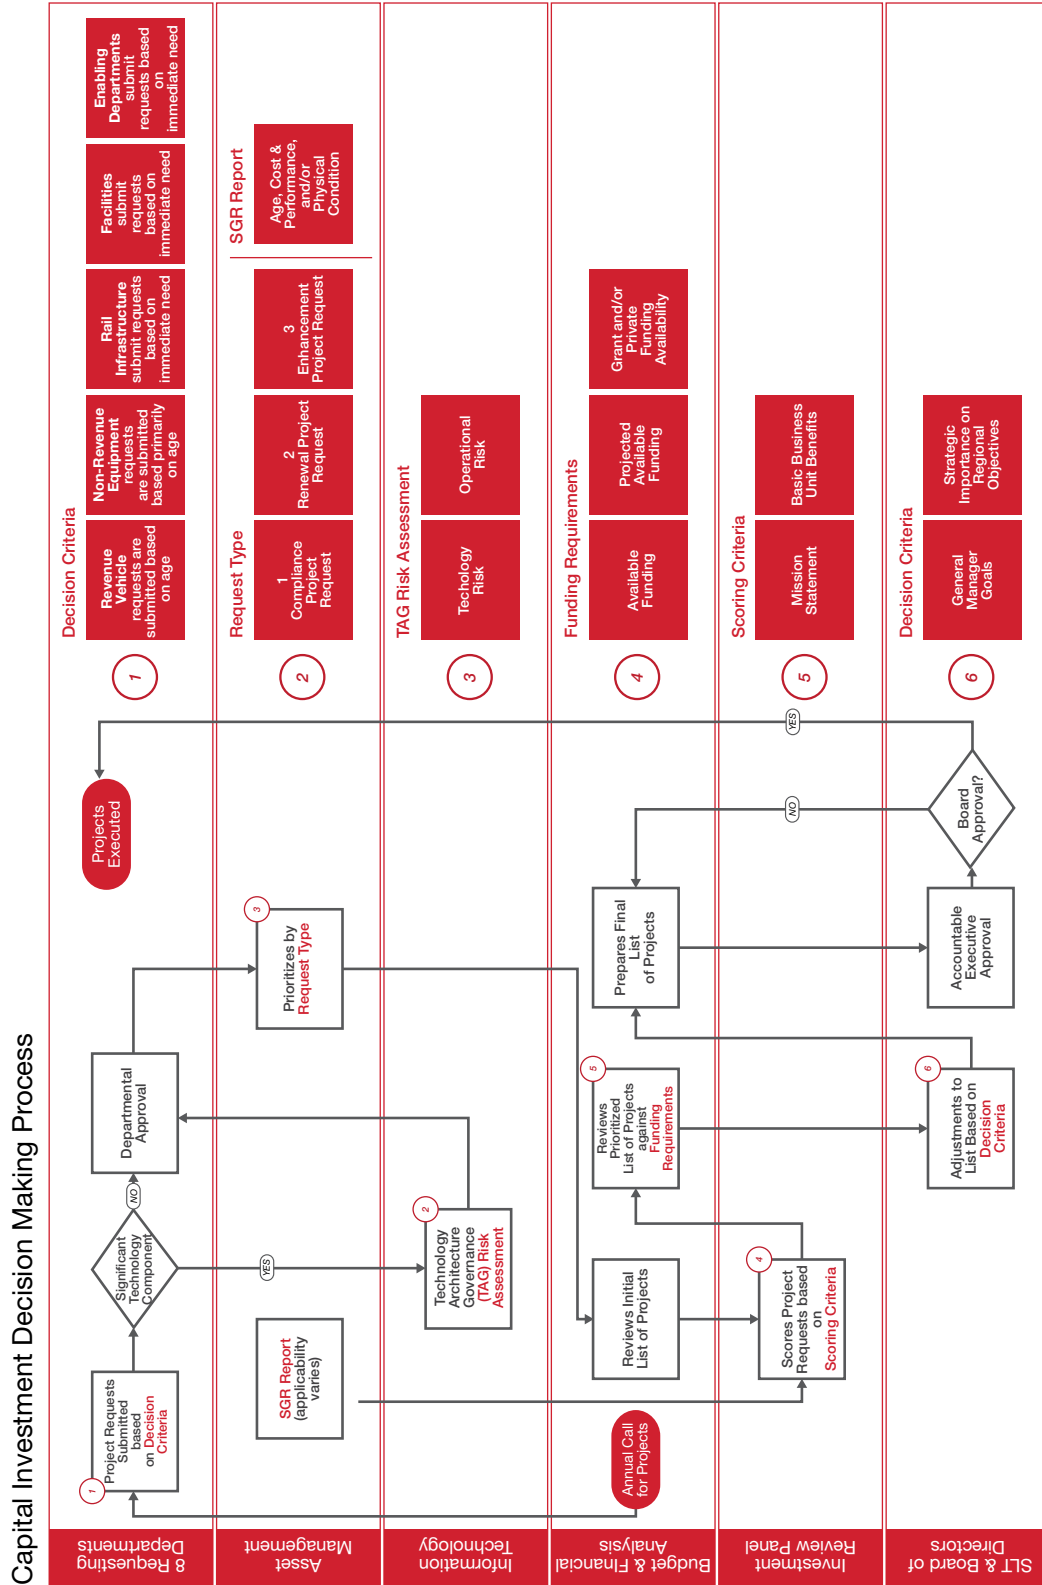 Capital Investment Decision Making Process
8 Requesting
Departments
1
Project Requests
Submitted
based
on Decision
Criteria
Significant
Technology
Component
NO
YES
Departmental
Approval
Projects
Executed
1
Decision Criteria
Revenue
Vehicle
requests are
submitted based
on age
Non-Revenue
Equipment
requests
are submitted
based primarily
on age
Rail
Infrastructure
submit requests
based on
immediate need
Facilities
submit
requests
based on
immediate need
Enabling
Departments
submit
requests based
on
immediate need
Asset
Management
SGR Report
(applicability
varies)
3
Prioritizes by
Request Type
2
Request Type
1
Compliance
Project
Request
2
Renewal Project
Request
3
Enhancement
Project Request
SGR Report
Age, Cost &
Performance,
and/or
Physical
Condition
Information
Technology
2
Technology
Architecture
Governance
(TAG) Risk
Assessment
3
TAG Risk Assessment
Techology
Risk
Operational
Risk
Budget & Financial
Analysis
Annual Call
for Projects
Reviews Initial
List of Projects
5
Reviews
Prioritized
List of Projects
against
Funding
Requirements
Prepares Final
List
of Projects
4
Funding Requirements
Available
Funding
Projected
Available
Funding
Grant and/or
Private
Funding
Availability
Investment
Review Panel
4
Scores Project
Requests based
on
Scoring Criteria
NO
YES
5
Scoring Criteria
Mission
Statement
Basic Business
Unit Benefits
SLT & Board of
Directors
6
Adjustments to
List Based on
Decision
Criteria
Accountable
Executive
Approval
Board
Approval?
6
Decision Criteria
General
Manager
Goals
Strategic
Importance on
Regional
Objectives